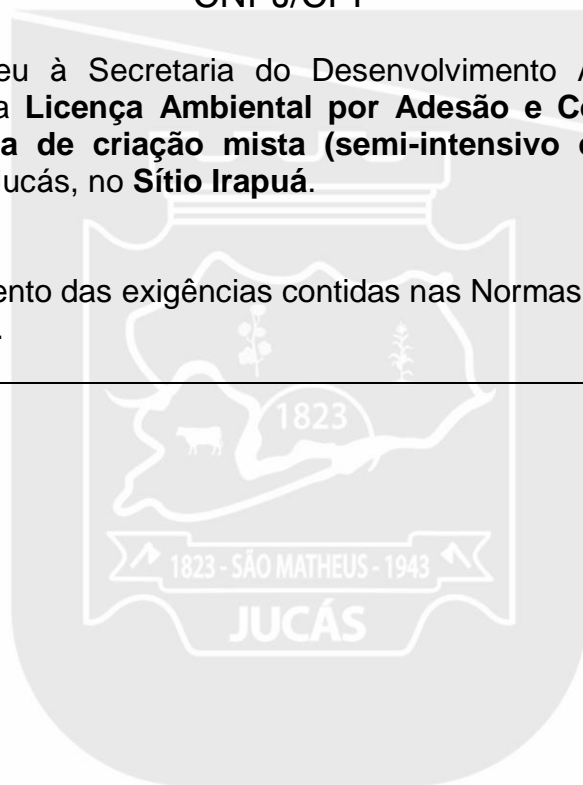 CNPJ/CPF
eu à Secretaria do Desenvolvimento A
a Licença Ambiental por Adesão e Co
a de criação mista (semi-intensivo e
ucás, no Sítio Irapuá.
ento das exigências contidas nas Normas
.
1823
1823 - SÃO MATHEUS - 1943
JUCÁS